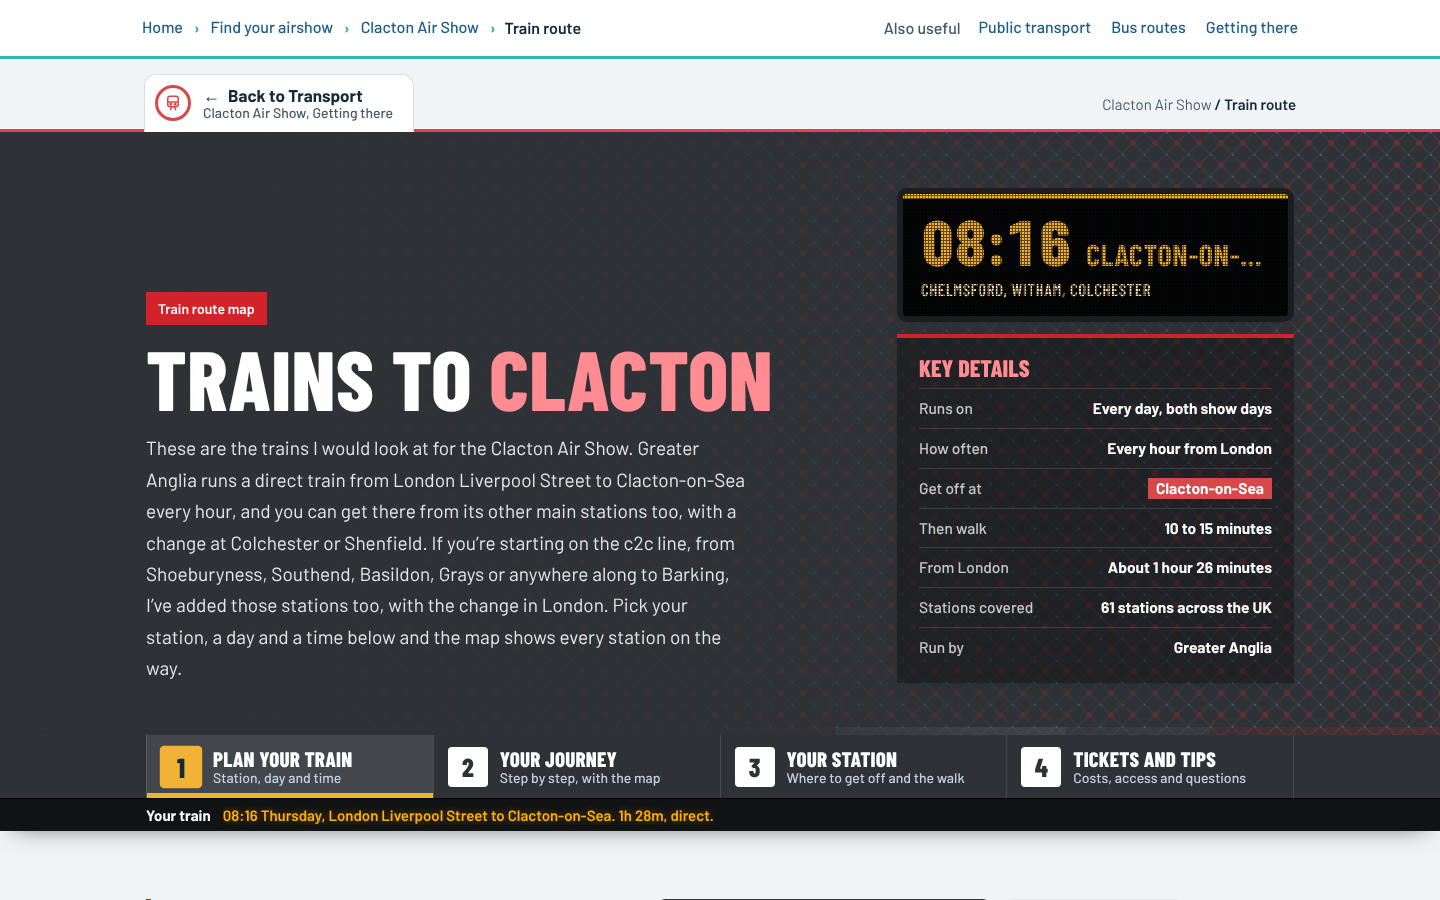 Home › Find your airshow › Clacton Air Show › Train route
Also useful Public transport Bus routes Getting there
← Back to Transport
Clacton Air Show, Getting there
Clacton Air Show / Train route
08:16 CLACTON-ON-...
CHELMSFORD, WITHAM, COLCHESTER
Train route map
TRAINS TO CLACTON
These are the trains I would look at for the Clacton Air Show. Greater
Anglia runs a direct train from London Liverpool Street to Clacton-on-Sea
every hour, and you can get there from its other main stations too, with a
change at Colchester or Shenfield. If you’re starting on the c2c line, from
Shoeburyness, Southend, Basildon, Grays or anywhere along to Barking,
I’ve added those stations too, with the change in London. Pick your
station, a day and a time below and the map shows every station on the
way.
KEY DETAILS
Runs on Every day, both show days
How often Every hour from London
Get off at Clacton-on-Sea
Then walk 10 to 15 minutes
From London About 1 hour 26 minutes
Stations covered 61 stations across the UK
Run by Greater Anglia
1 PLAN YOUR TRAIN
Station, day and time
2 YOUR JOURNEY
Step by step, with the map
3 YOUR STATION
Where to get off and the walk
4 TICKETS AND TIPS
Costs, access and questions
Your train 08:16 Thursday, London Liverpool Street to Clacton-on-Sea. 1h 28m, direct.